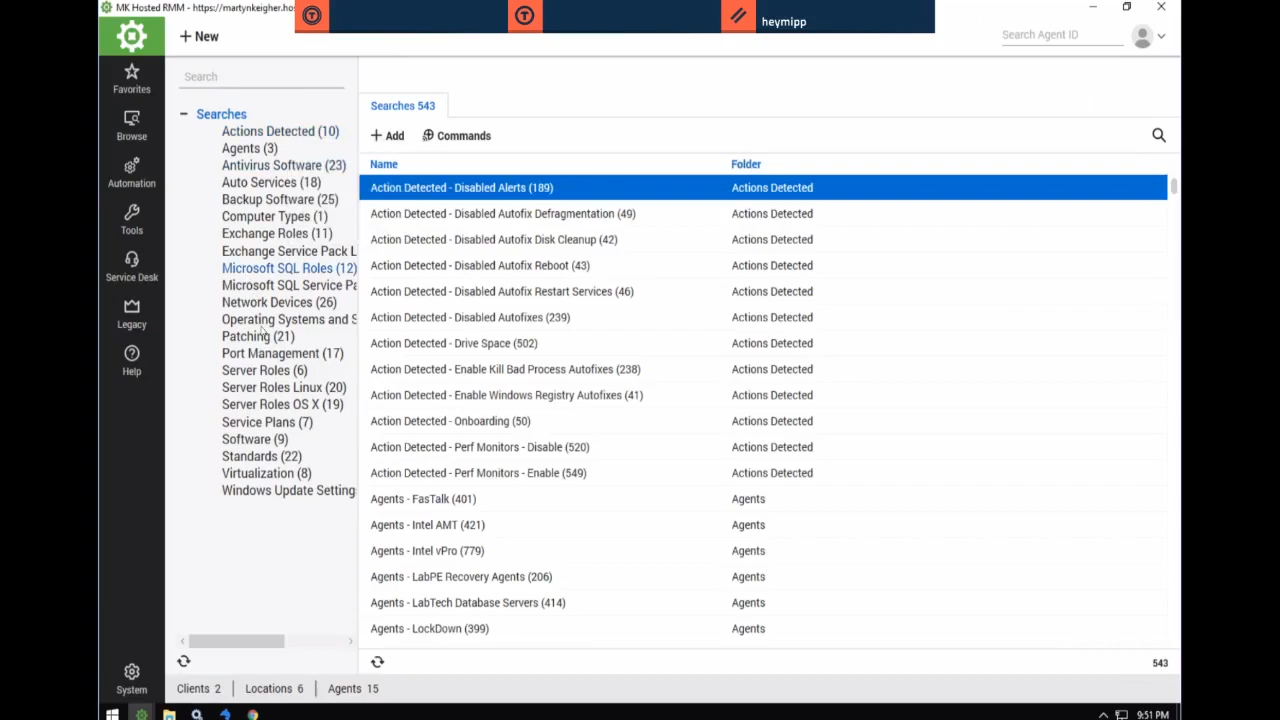 MK Hosted RMM - https://martynkeigher.ho
heymipp
+ New
Search Agent ID
Favorites
Browse
Automation
Tools
Service Desk
Legacy
Help
System
Search
Searches
Actions Detected (10)
Agents (3)
Antivirus Software (23)
Auto Services (18)
Backup Software (25)
Computer Types (1)
Exchange Roles (11)
Exchange Service Pack L
Microsoft SQL Roles (12)
Microsoft SQL Service Pa
Network Devices (26)
Operating Systems and S
Patching (21)
Port Management (17)
Server Roles (6)
Server Roles Linux (20)
Server Roles OS X (19)
Service Plans (7)
Software (9)
Standards (22)
Virtualization (8)
Windows Update Setting
Searches 543
+ Add Commands
Name Folder
Action Detected - Disabled Alerts (189) Actions Detected
Action Detected - Disabled Autofix Defragmentation (49) Actions Detected
Action Detected - Disabled Autofix Disk Cleanup (42) Actions Detected
Action Detected - Disabled Autofix Reboot (43) Actions Detected
Action Detected - Disabled Autofix Restart Services (46) Actions Detected
Action Detected - Disabled Autofixes (239) Actions Detected
Action Detected - Drive Space (502) Actions Detected
Action Detected - Enable Kill Bad Process Autofixes (238) Actions Detected
Action Detected - Enable Windows Registry Autofixes (41) Actions Detected
Action Detected - Onboarding (50) Actions Detected
Action Detected - Perf Monitors - Disable (520) Actions Detected
Action Detected - Perf Monitors - Enable (549) Actions Detected
Agents - FasTalk (401) Agents
Agents - Intel AMT (421) Agents
Agents - Intel vPro (779) Agents
Agents - LabPE Recovery Agents (206) Agents
Agents - LabTech Database Servers (414) Agents
Agents - LockDown (399) Agents
543
Clients 2 | Locations 6 | Agents 15
9:51 PM